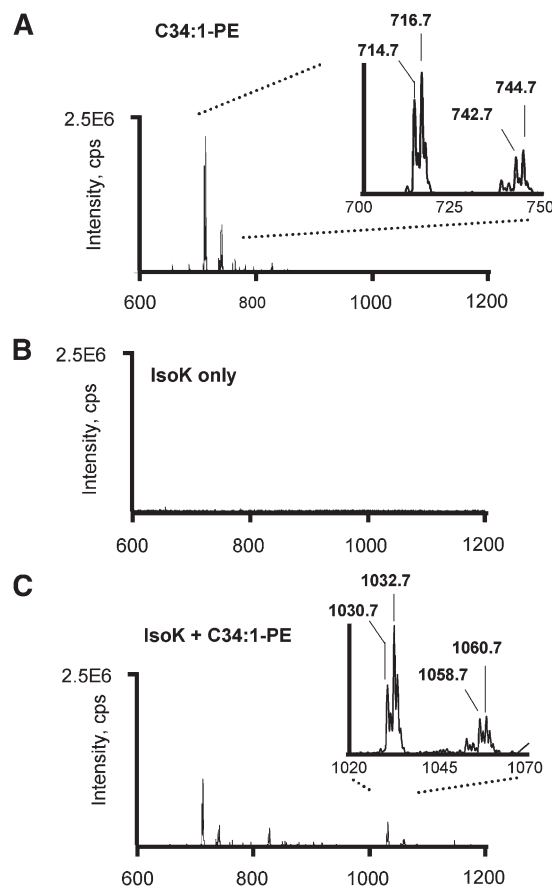 A
C34:1-PE
716.7
714.7
744.7
742.7
2.5E6
Intensity, cps
700 725 750
600 800 1000 1200
B
2.5E6
IsoK only
Intensity, cps
600 800 1000 1200
C
1032.7
1030.7
IsoK + C34:1-PE
1060.7
1058.7
2.5E6
Intensity, cps
1020 1045 1070
600 800 1000 1200